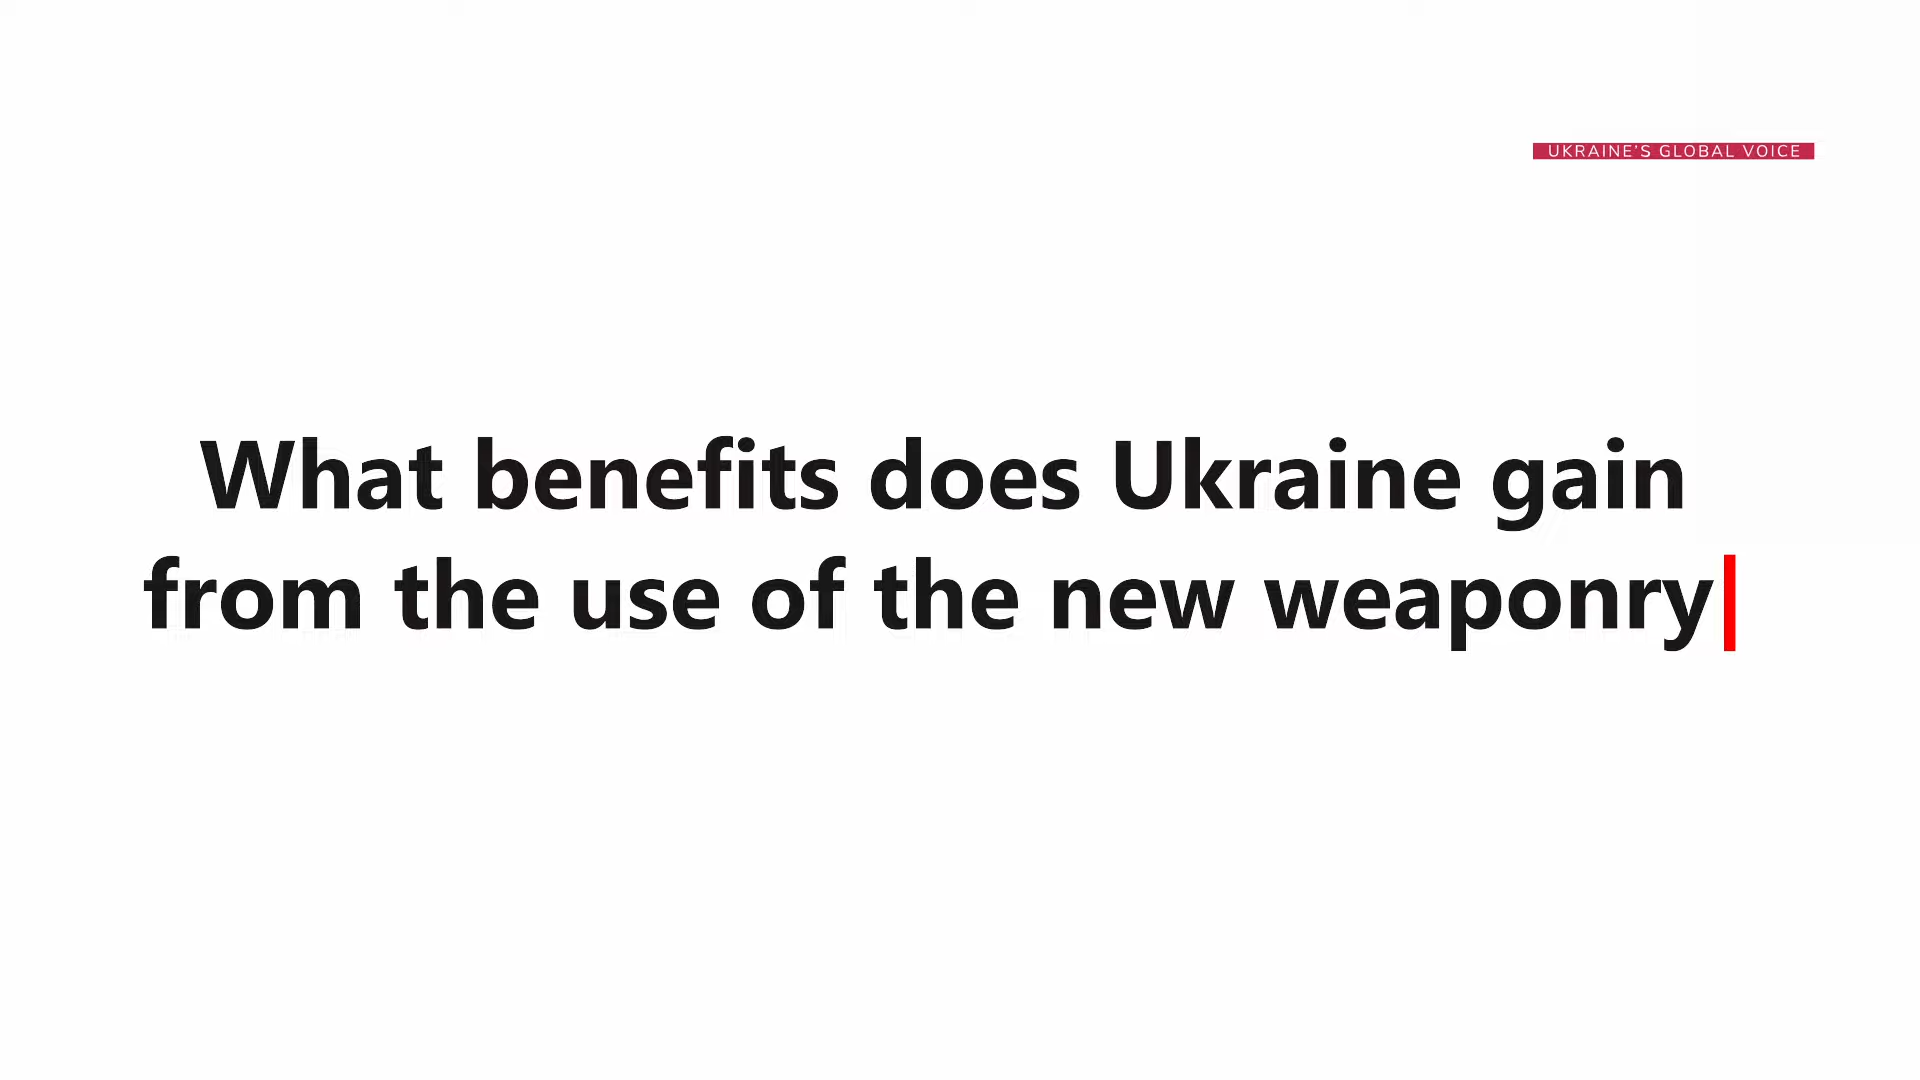 UKRAINE'S GLOBAL VOICE
What benefits does Ukraine gain
from the use of the new weaponry